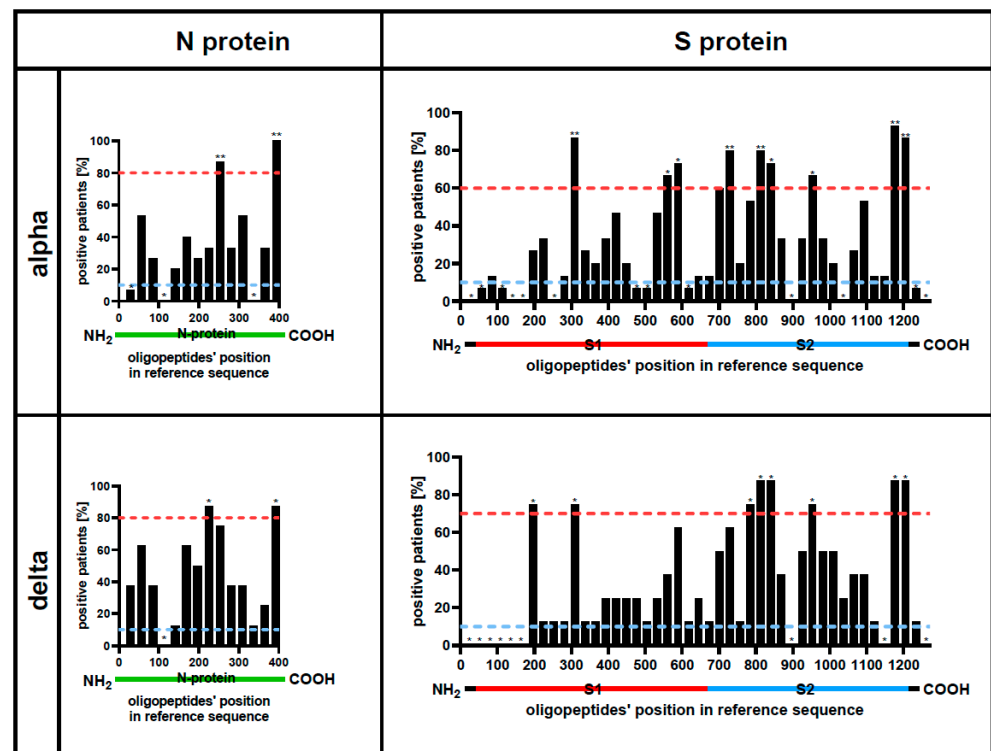 N protein
S protein
alpha
positive patients [%]
100
80
60
40
20
0
** **
* * *
0 100 200 300 400
NH2 N-protein COOH
oligopeptides' position
in reference sequence
positive patients [%]
100
80
60
40
20
0
0 100 200 300 400 500 600 700 800 900 1000 1100 1200
NH2 S1 S2 COOH
oligopeptides' position in reference sequence
delta
positive patients [%]
100
80
60
40
20
0
* *
*
0 100 200 300 400
NH2 N-protein COOH
oligopeptides' position
in reference sequence
positive patients [%]
100
80
60
40
20
0
0 100 200 300 400 500 600 700 800 900 1000 1100 1200
NH2 S1 S2 COOH
oligopeptides' position in reference sequence